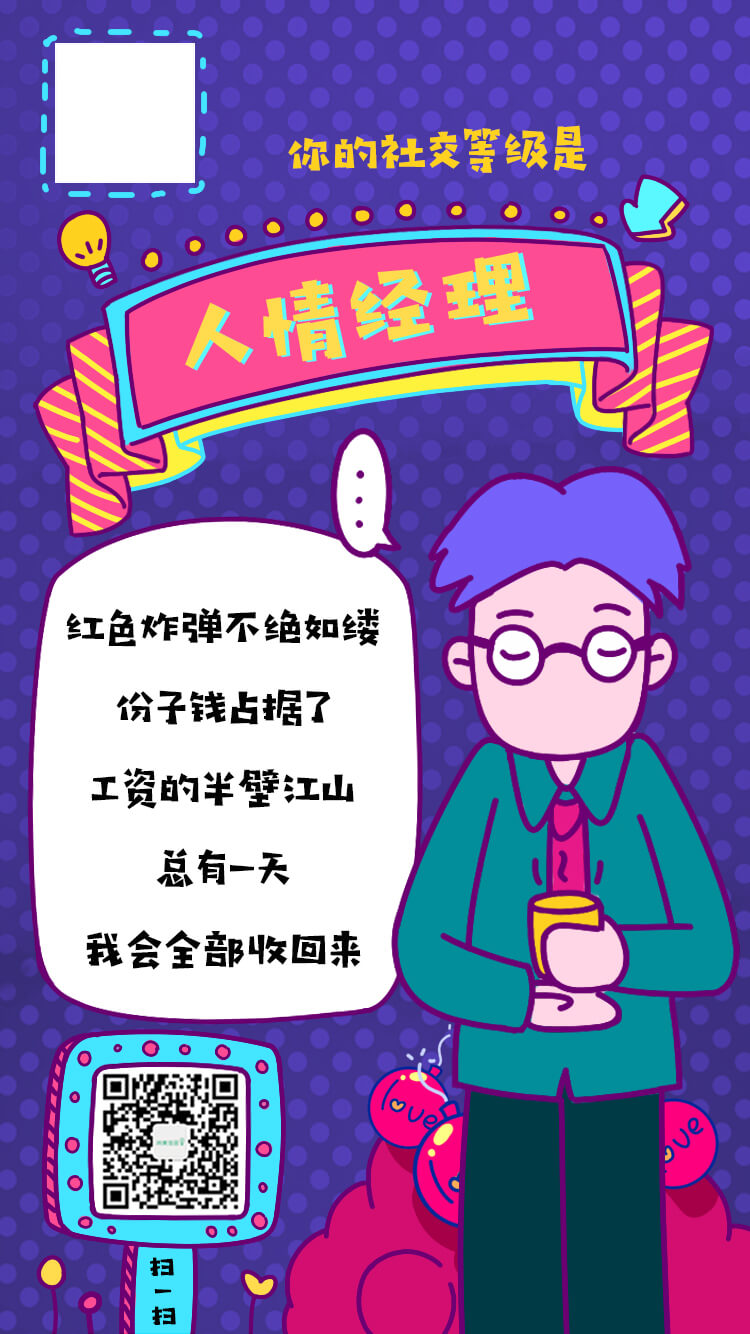 你的社交等级是
人情经理
红色炸弹不绝如缕
份子钱占据了
工资的半壁江山
总有一天
我会全部收回来
love
love
扫一扫